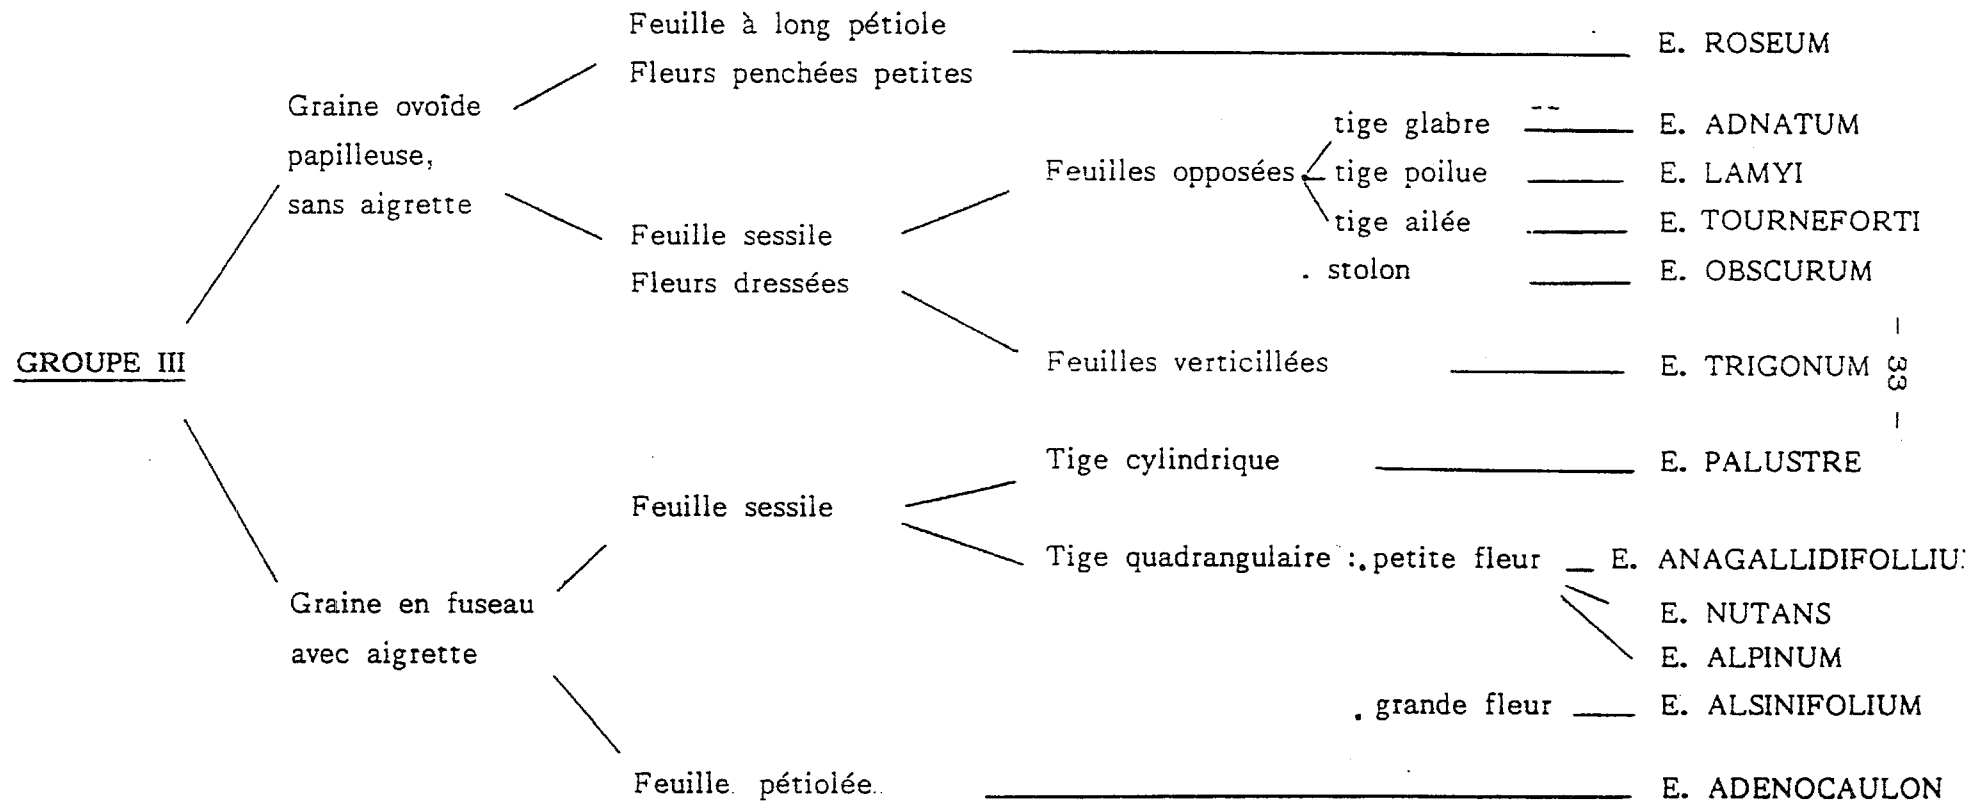 Feuille à long pétiole
Fleurs penchées petites
E. ROSEUM
Graine ovoîde
papilleuse,
sans aigrette
Feuille sessile
Fleurs dressées
Feuilles opposées
tige glabre
E. ADNATUM
tige poilue
E. LAMYI
tige ailée
E. TOURNEFORTI
. stolon
E. OBSCURUM
Feuilles verticillées
E. TRIGONUM
GROUPE III
- 33 -
Graine en fuseau
avec aigrette
Feuille sessile
Tige cylindrique
E. PALUSTRE
Tige quadrangulaire :. petite fleur
E. ANAGALLIDIFOLLIU
E. NUTANS
E. ALPINUM
. grande fleur
E. ALSINIFOLIUM
Feuille pétiolée
E. ADENOCAULON